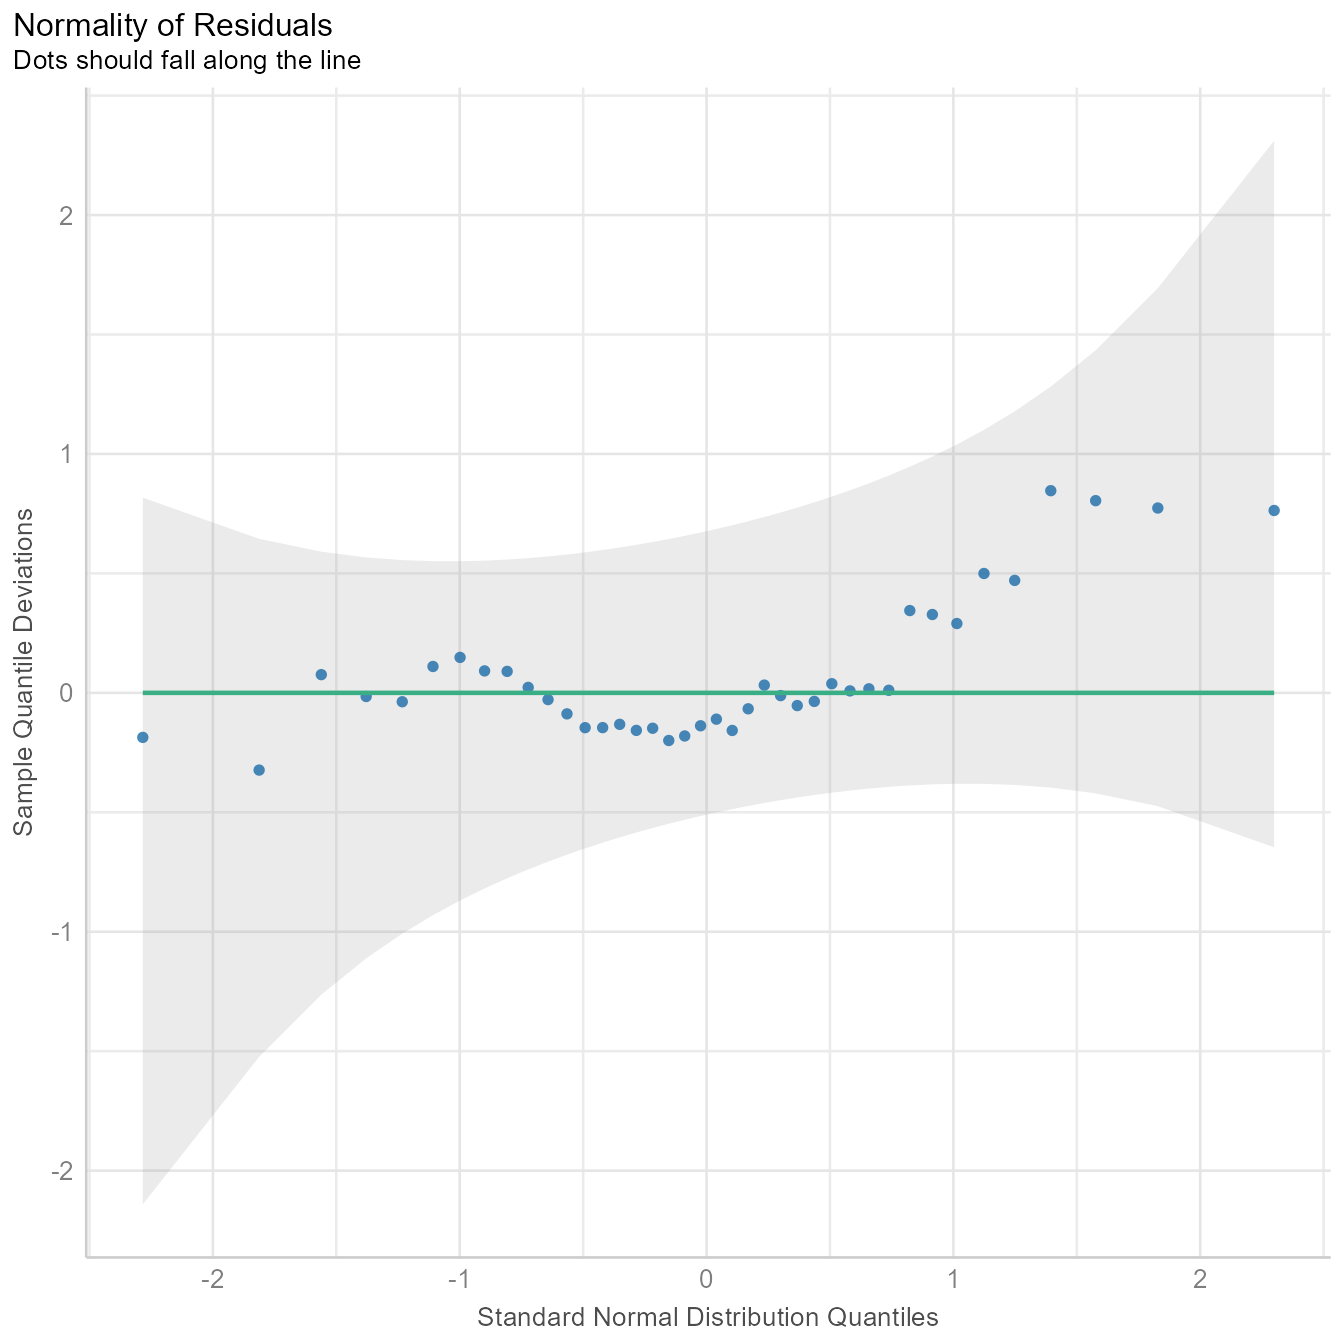 Normality of Residuals
Dots should fall along the line
Sample Quantile Deviations
2
1
0
-1
-2
-2
-1
0
1
2
Standard Normal Distribution Quantiles